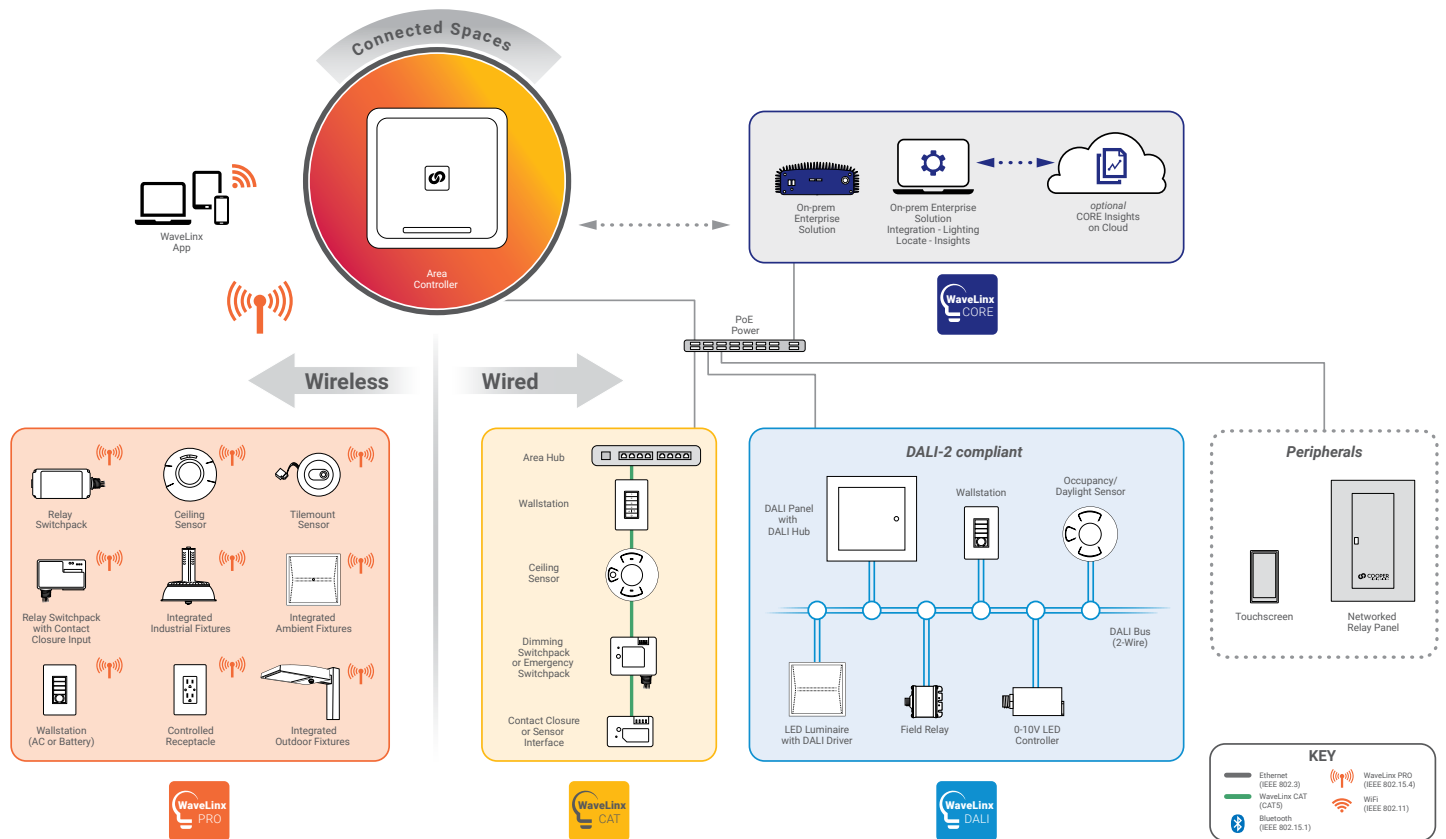 Connected Spaces
WaveLinx
App
Area
Controller
On-prem
Enterprise
Solution
On-prem Enterprise
Solution
Integration - Lighting
Locate - Insights
optional
CORE Insights
on Cloud
WaveLinx
CORE
PoE
Power
Wireless
Wired
Relay
Switchpack
Ceiling
Sensor
Tilemount
Sensor
Relay Switchpack
with Contact
Closure Input
Integrated
Industrial Fixtures
Integrated
Ambient Fixtures
Wallstation
(AC or Battery)
Controlled
Receptacle
Integrated
Outdoor Fixtures
WaveLinx
PRO
Area Hub
Wallstation
Ceiling
Sensor
Dimming
Switchpack
or Emergency
Switchpack
Contact Closure
or Sensor
Interface
WaveLinx
CAT
DALI-2 compliant
DALI Panel
with
DALI Hub
Wallstation
Occupancy/
Daylight Sensor
DALI Bus
(2-Wire)
LED Luminaire
with DALI Driver
Field Relay
0-10V LED
Controller
WaveLinx
DALI
Peripherals
COOPER
Touchscreen
Networked
Relay Panel
KEY
Ethernet
(IEEE 802.3)
WaveLinx CAT
(CAT5)
Bluetooth
(IEEE 802.15.1)
WaveLinx PRO
(IEEE 802.15.4)
WiFi
(IEEE 802.11)